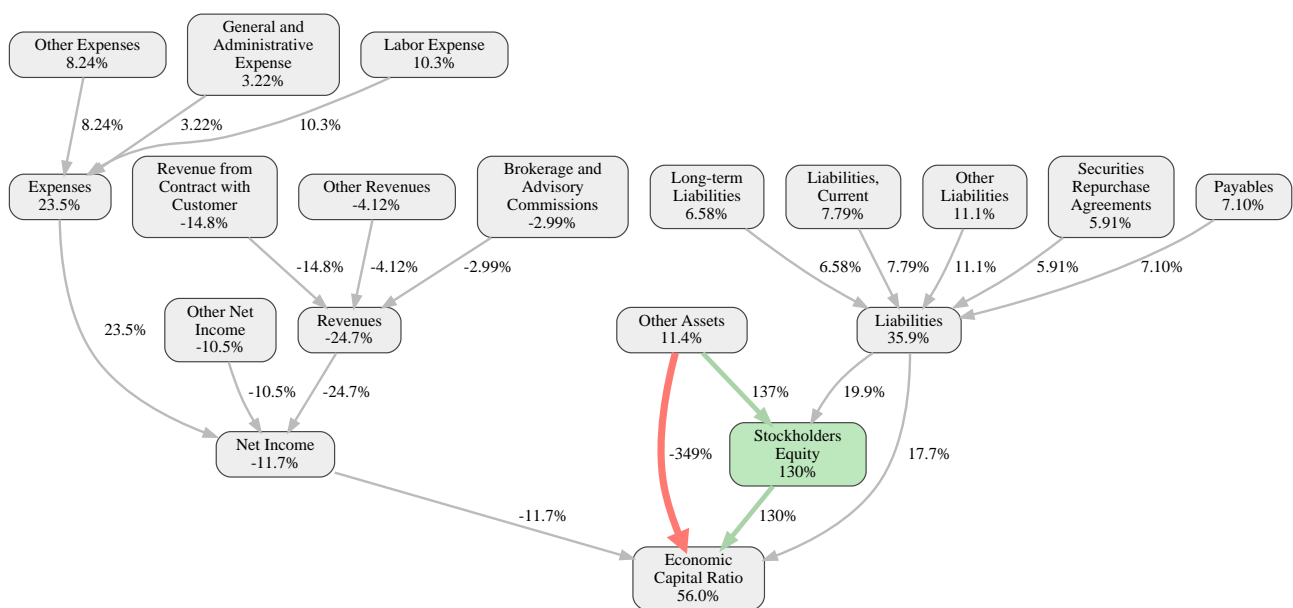 Other Expenses
8.24%
General and
Administrative
Expense
3.22%
Labor Expense
10.3%
8.24%
3.22%
10.3%
Expenses
23.5%
Revenue from
Contract with
Customer
-14.8%
Other Revenues
-4.12%
Brokerage and
Advisory
Commissions
-2.99%
Long-term
Liabilities
6.58%
Liabilities,
Current
7.79%
Other
Liabilities
11.1%
Securities
Repurchase
Agreements
5.91%
Payables
7.10%
-14.8%
-4.12%
-2.99%
6.58%
7.79%
11.1%
5.91%
7.10%
23.5%
Other Net
Income
-10.5%
Revenues
-24.7%
Other Assets
11.4%
Liabilities
35.9%
-10.5%
-24.7%
137%
19.9%
Net Income
-11.7%
-349%
Stockholders
Equity
130%
17.7%
-11.7%
130%
Economic
Capital Ratio
56.0%